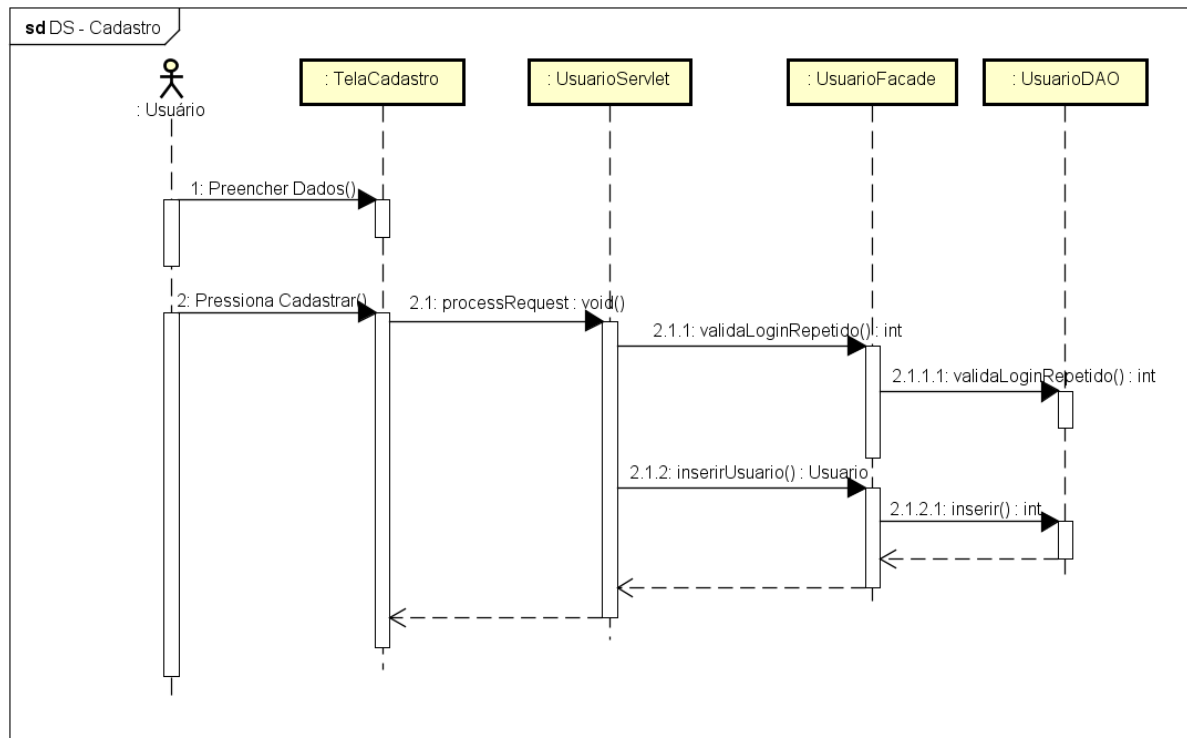 sd DS - Cadastro
: Usuário
: TelaCadastro
: UsuarioServlet
: UsuarioFacade
: UsuarioDAO
1: Preencher Dados()
2: Pressiona Cadastrar()
2.1: processRequest : void()
2.1.1: validaLoginRepetido() : int
2.1.1.1: validaLoginRepetido() : int
2.1.2: inserirUsuario() : Usuario
2.1.2.1: inserir() : int